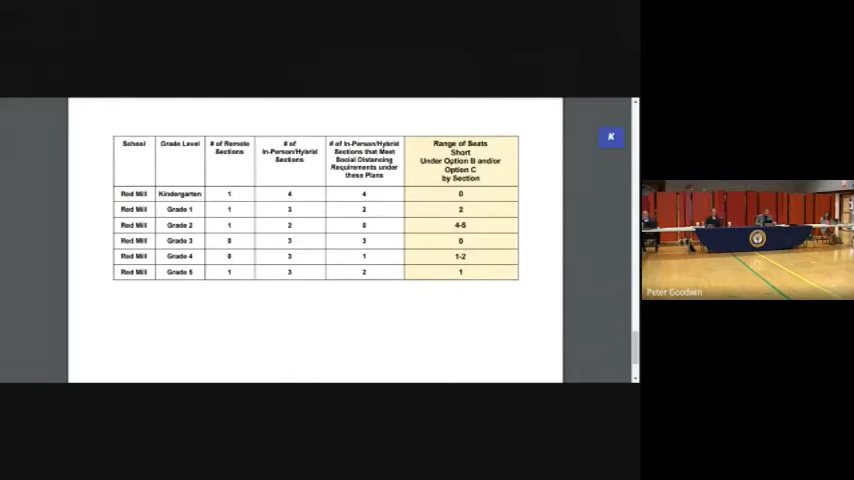 School Grade Level # of Remote Sections # of In-Person/Hybrid Sections # of In-Person/Hybrid Sections that Meet Social Distancing Requirements under these Plans Range of Seats Short Under Option B and/or Option C by Section
Red Mill Kindergarten 1 4 4 0
Red Mill Grade 1 1 3 2
Red Mill Grade 2 1 2 0 4-5
Red Mill Grade 3 0 3 3 0
Red Mill Grade 4 0 3 1 1-2
Red Mill Grade 5 1 3 2 1
K
Peter Goodwin